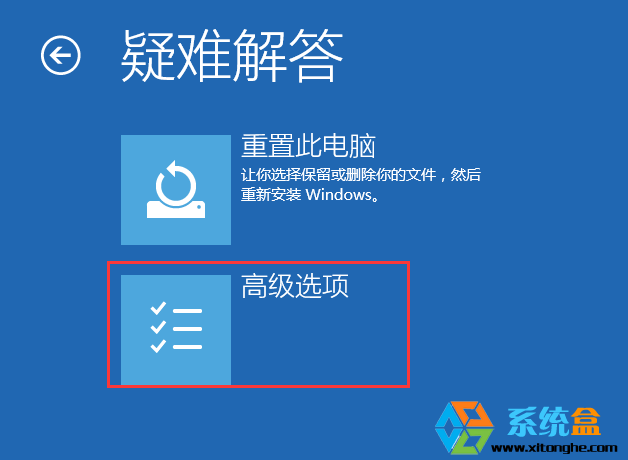 疑难解答
重置此电脑
让你选择保留或删除你的文件，然后
重新安装 Windows。
高级选项
系统盒
www.xitonghe.com